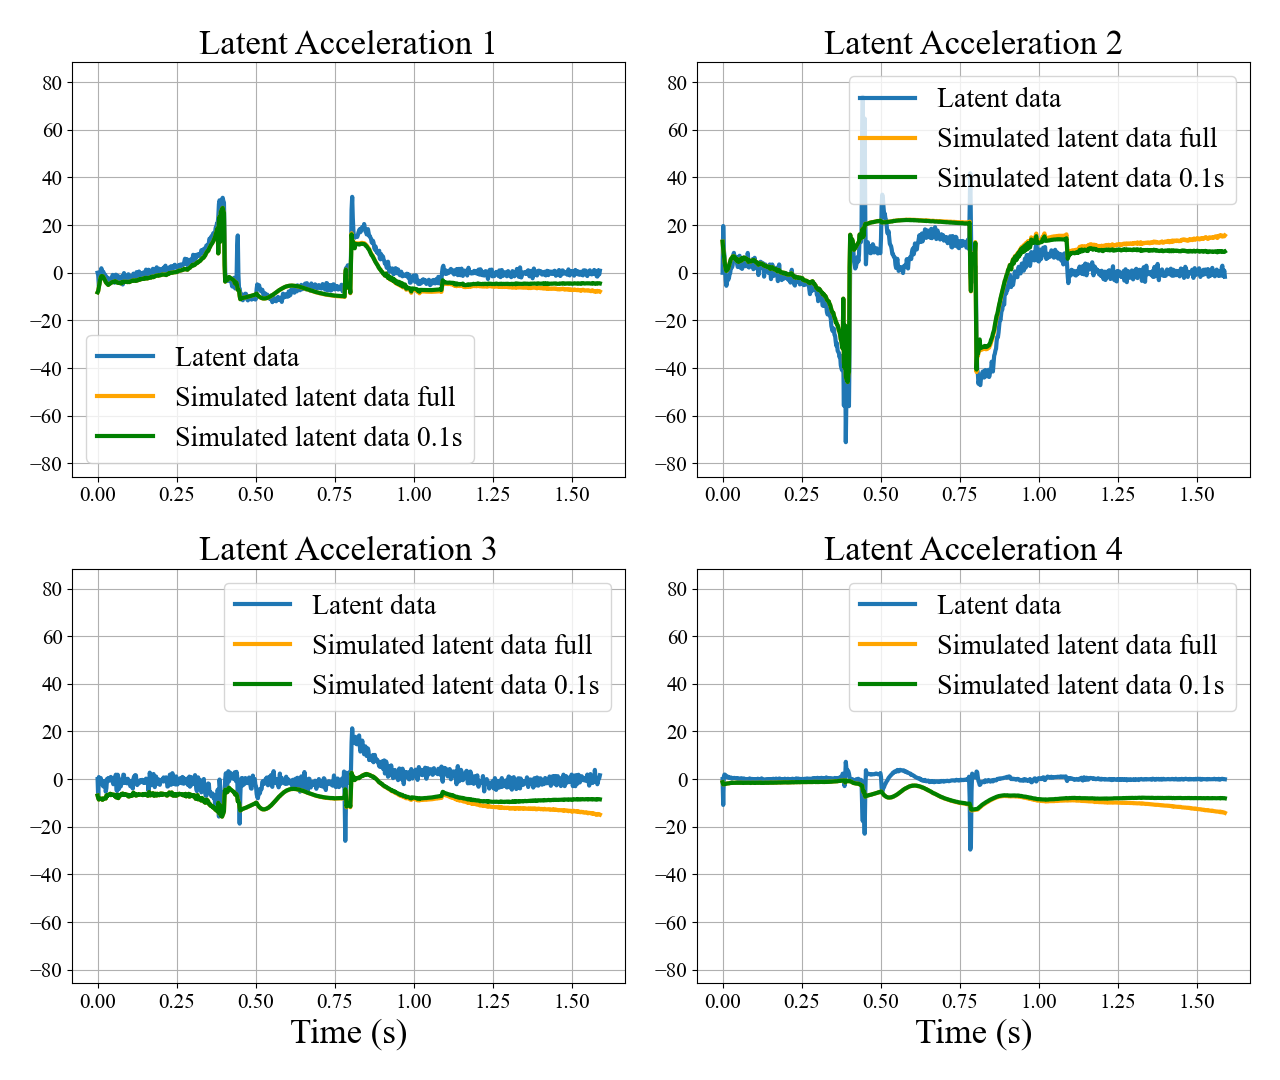 Latent Acceleration 1
80
60
40
20
0
−20
−40
−60
−80
Latent data
Simulated latent data full
Simulated latent data 0.1s
0.00 0.25 0.50 0.75 1.00 1.25 1.50
Latent Acceleration 2
80
60
40
20
0
−20
−40
−60
−80
Latent data
Simulated latent data full
Simulated latent data 0.1s
0.00 0.25 0.50 0.75 1.00 1.25 1.50
Latent Acceleration 3
80
60
40
20
0
−20
−40
−60
−80
Latent data
Simulated latent data full
Simulated latent data 0.1s
0.00 0.25 0.50 0.75 1.00 1.25 1.50
Time (s)
Latent Acceleration 4
80
60
40
20
0
−20
−40
−60
−80
Latent data
Simulated latent data full
Simulated latent data 0.1s
0.00 0.25 0.50 0.75 1.00 1.25 1.50
Time (s)